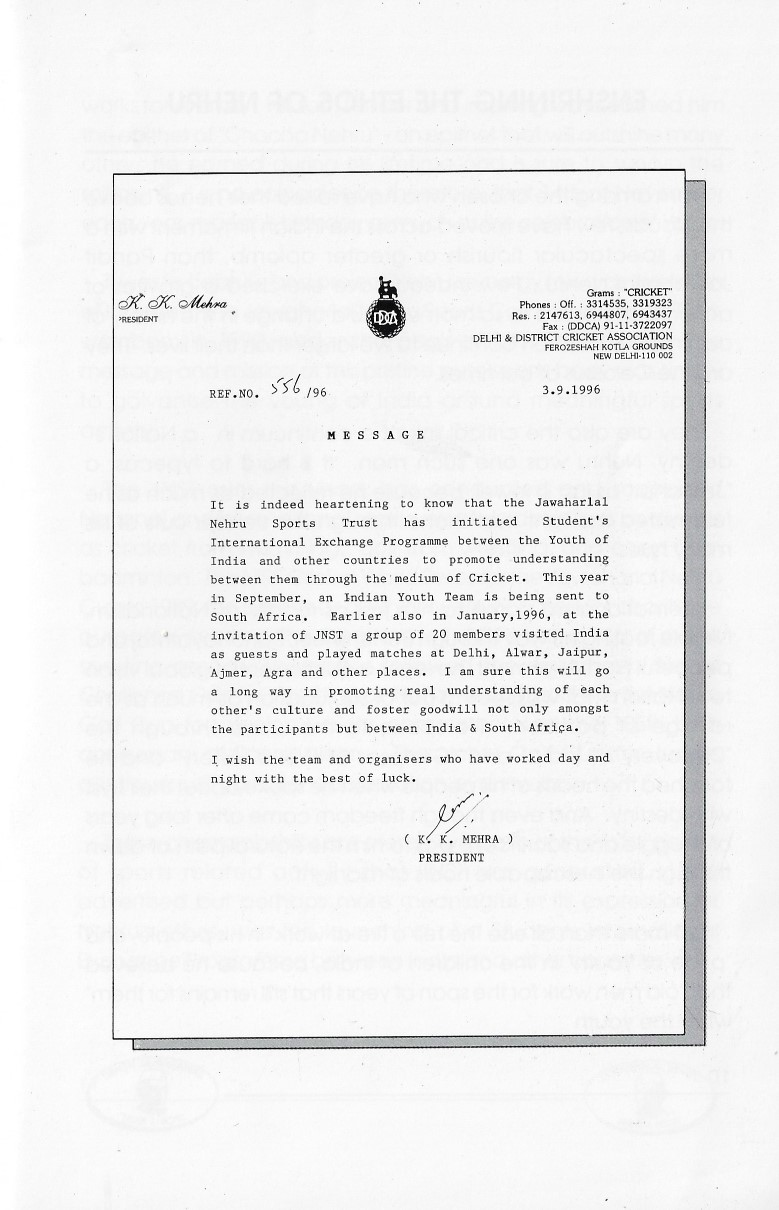 K. K. Mehra
PRESIDENT
DDCA
Grams : "CRICKET"
Phones : Off. : 3314535, 3319323
Res. : 2147613, 6944807, 6943437
Fax : (DDCA) 91-11-3722097
DELHI & DISTRICT CRICKET ASSOCIATION
FEROZESHAH KOTLA GROUNDS
NEW DELHI-110 002
REF.NO. 556/96
3.9.1996
MESSAGE
It is indeed heartening to know that the Jawaharlal
Nehru Sports Trust has initiated Student's
International Exchange Programme between the Youth of
India and other countries to promote understanding
between them through the medium of Cricket. This year
in September, an Indian Youth Team is being sent to
South Africa. Earlier also in January,1996, at the
invitation of JNST a group of 20 members visited India
as guests and played matches at Delhi, Alwar, Jaipur,
Ajmer, Agra and other places. I am sure this will go
a long way in promoting real understanding of each
other's culture and foster goodwill not only amongst
the participants but between India & South Africa.
I wish the team and organisers who have worked day and
night with the best of luck.
( K. K. MEHRA )
PRESIDENT